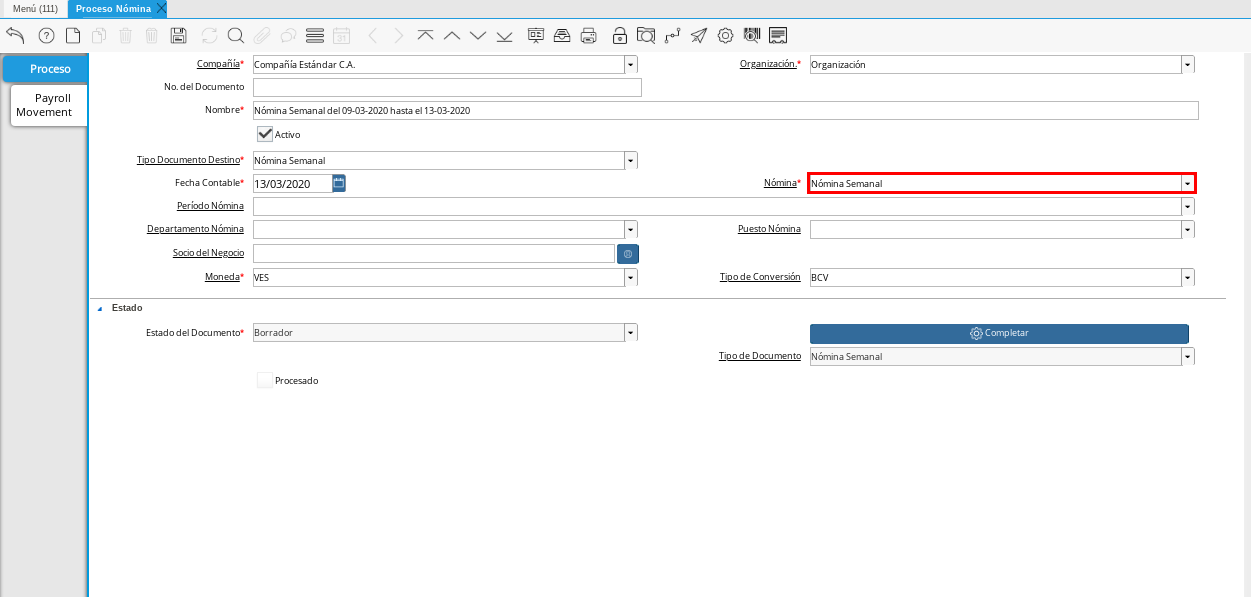 Menú (111) Proceso Nómina
31
Proceso
Payroll Movement
Compañía* Compañía Estándar C.A. Organización.* Organización
No. del Documento
Nombre* Nómina Semanal del 09-03-2020 hasta el 13-03-2020
Activo
Tipo Documento Destino* Nómina Semanal
Fecha Contable* 13/03/2020 Nómina* Nómina Semanal
Período Nómina
Departamento Nómina Puesto Nómina
Socio del Negocio
Moneda* VES Tipo de Conversión BCV
Estado
Estado del Documento* Borrador Completar
Tipo de Documento Nómina Semanal
Procesado